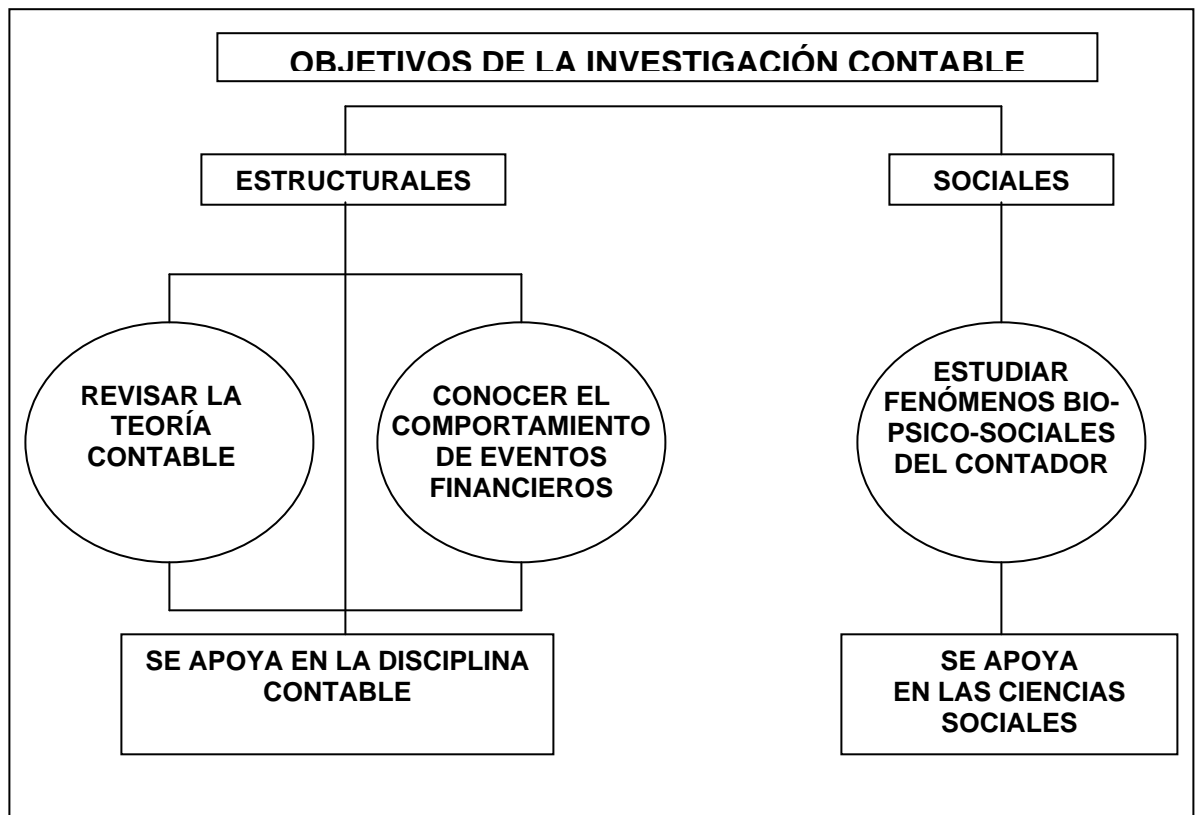 OBJETIVOS DE LA INVESTIGACIÓN CONTABLE
ESTRUCTURALES
SOCIALES
REVISAR LA
TEORÍA
CONTABLE
CONOCER EL
COMPORTAMIENTO
DE EVENTOS
FINANCIEROS
ESTUDIAR
FENÓMENOS BIO-
PSICO-SOCIALES
DEL CONTADOR
SE APOYA EN LA DISCIPLINA
CONTABLE
SE APOYA
EN LAS CIENCIAS
SOCIALES